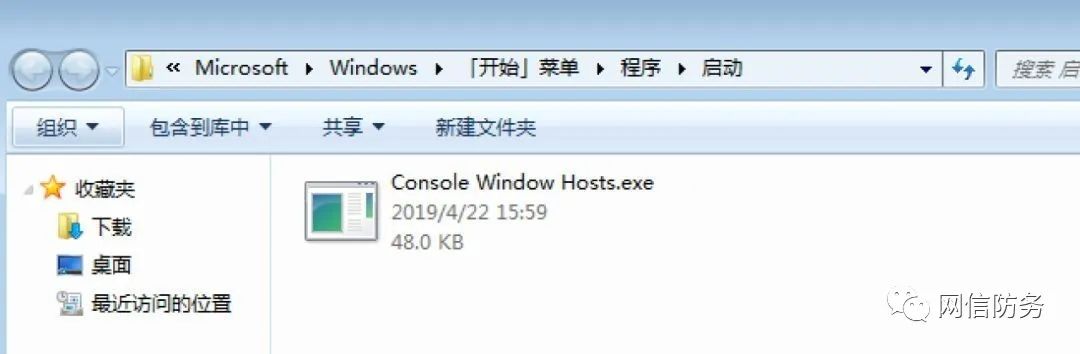 « Microsoft ▸ Windows ▸ 「开始」菜单 ▸ 程序 ▸ 启动
搜索 启
组织 包含到库中 共享 新建文件夹
收藏夹
下载
桌面
最近访问的位置
Console Window Hosts.exe
2019/4/22 15:59
48.0 KB
网信防务